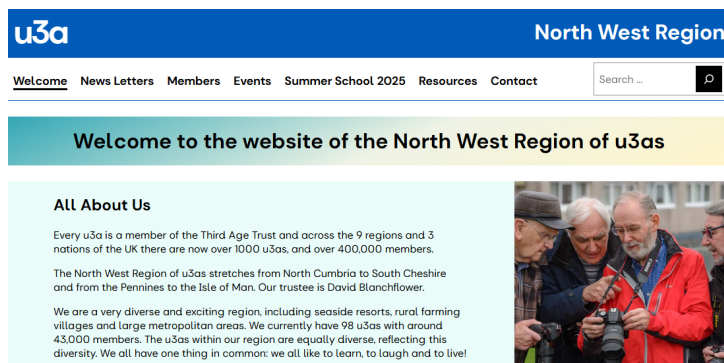 u3a
North West Region
Welcome News Letters Members Events Summer School 2025 Resources Contact
Search ...
Welcome to the website of the North West Region of u3as
All About Us
Every u3a is a member of the Third Age Trust and across the 9 regions and 3
nations of the UK there are now over 1000 u3as, and over 400,000 members.
The North West Region of u3as stretches from North Cumbria to South Cheshire
and from the Pennines to the Isle of Man. Our trustee is David Blanchflower.
We are a very diverse and exciting region, including seaside resorts, rural farming
villages and large metropolitan areas. We currently have 98 u3as with around
43,000 members. The u3as within our region are equally diverse, reflecting this
diversity. We all have one thing in common: we all like to learn, to laugh and to live!